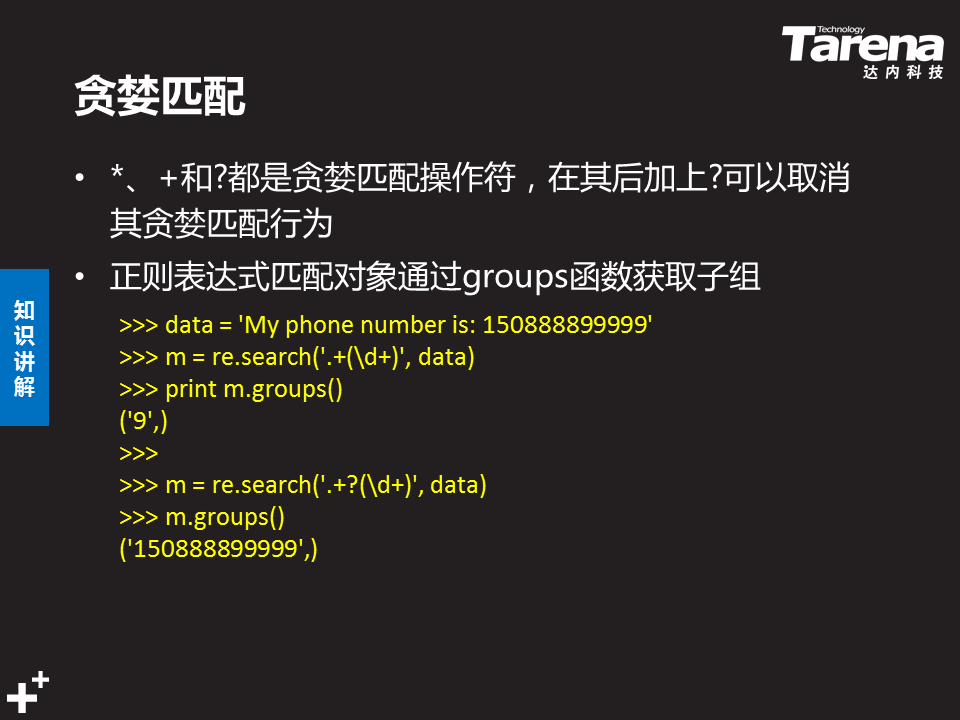 Technology
Tarena
达内科技
贪婪匹配
• *、+和?都是贪婪匹配操作符，在其后加上?可以取消
其贪婪匹配行为
• 正则表达式匹配对象通过groups函数获取子组
知
识
讲
解
>>> data = 'My phone number is: 150888899999'
>>> m = re.search('.+(\d+)', data)
>>> print m.groups()
('9',)
>>>
>>> m = re.search('.+?(\d+)', data)
>>> m.groups()
('150888899999',)